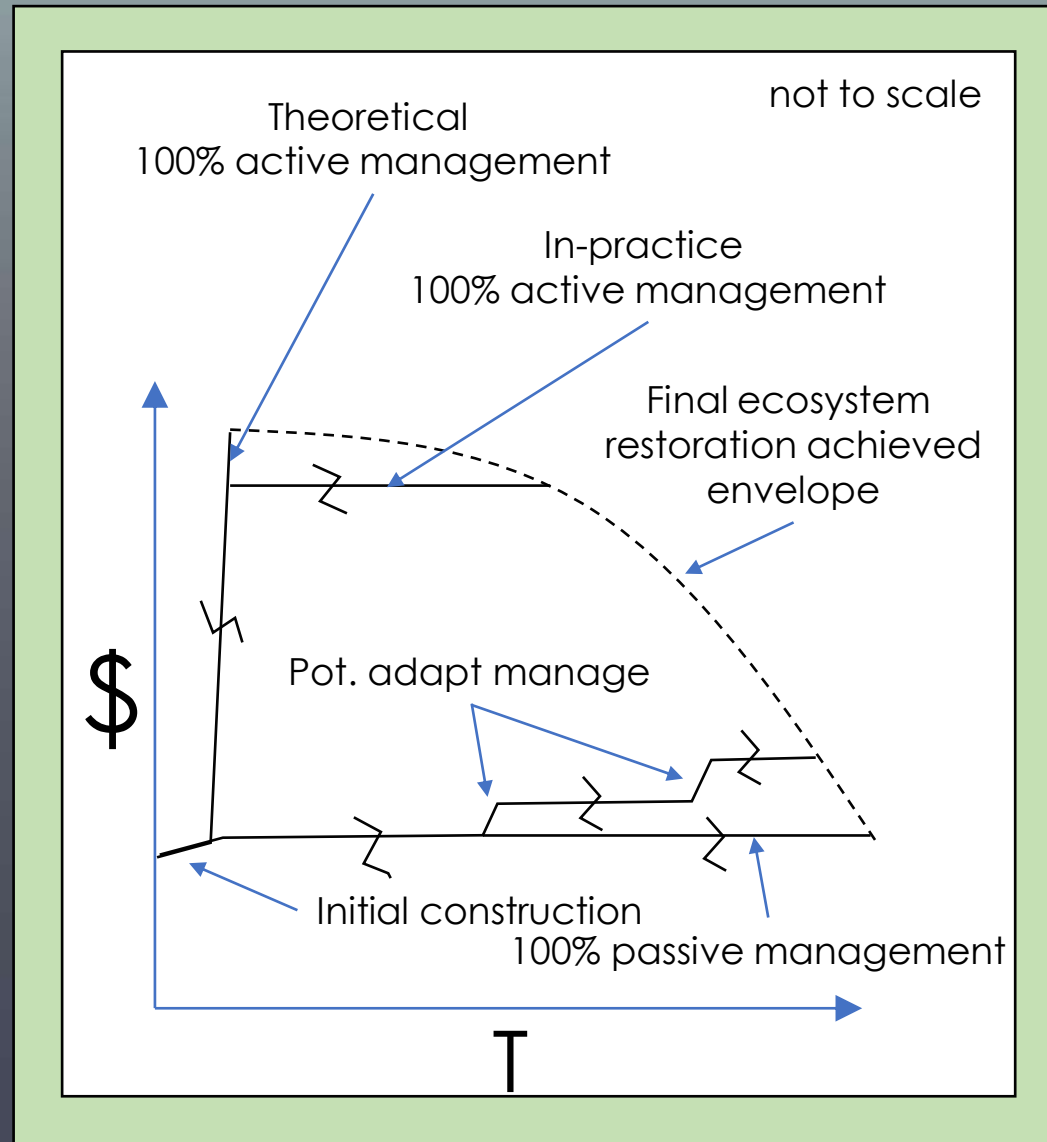 not to scale
Theoretical
100% active management
In-practice
100% active management
Final ecosystem
restoration achieved
envelope
$
Pot. adapt manage
Initial construction
100% passive management
T